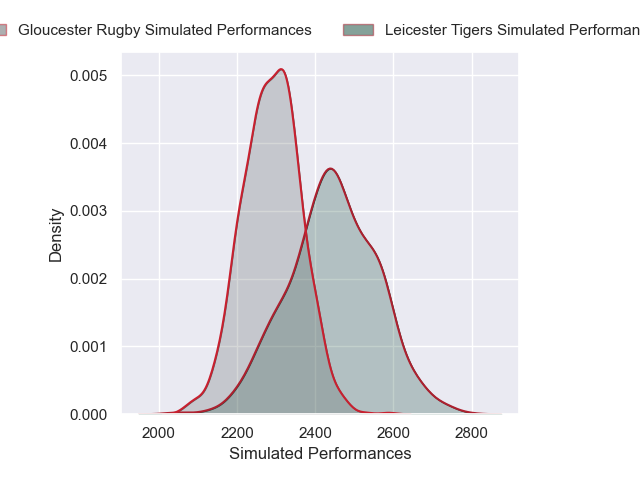 Gloucester Rugby Simulated Performances Leicester Tigers Simulated Performan
0.005
0.004
0.003
0.002
0.001
0.000
Density
2000 2200 2400 2600 2800
Simulated Performances